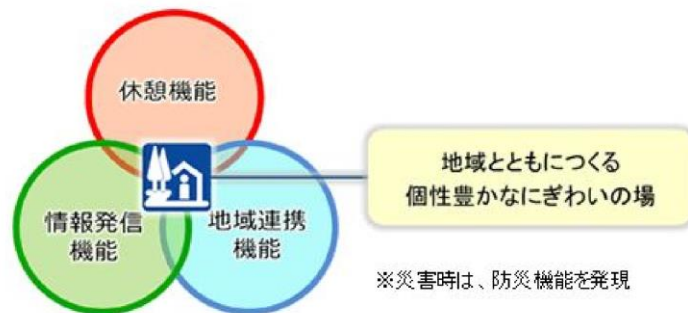 休憩機能
情報発信
機能
地域連携
機能
地域とともにつくる
個性豊かなにぎわいの場
※災害時は、防災機能を発現